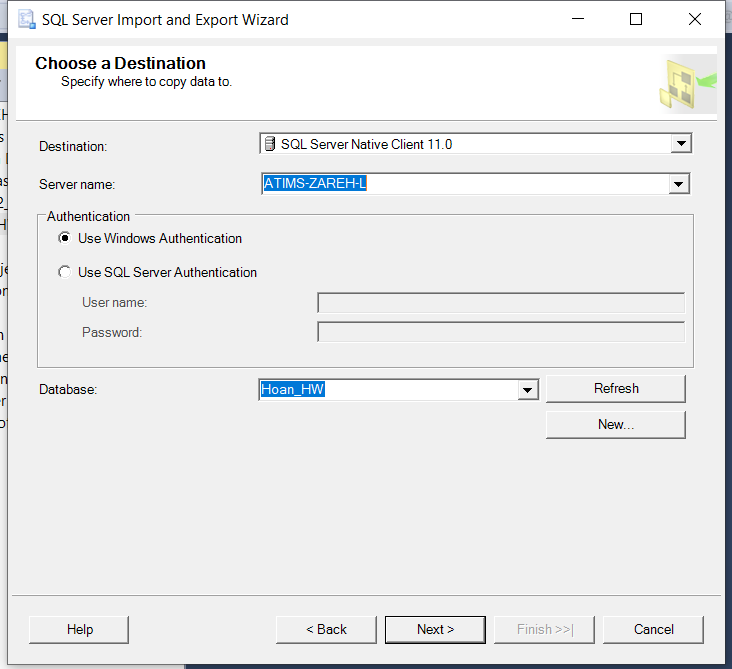 SQL Server Import and Export Wizard
Choose a Destination
Specify where to copy data to.
Destination:
SQL Server Native Client 11.0
Server name:
ATIMS-ZAREH-L
Authentication
Use Windows Authentication
Use SQL Server Authentication
User name:
Password:
Database:
Hoan_HW
Refresh
New...
Help
< Back
Next >
Finish >>|
Cancel